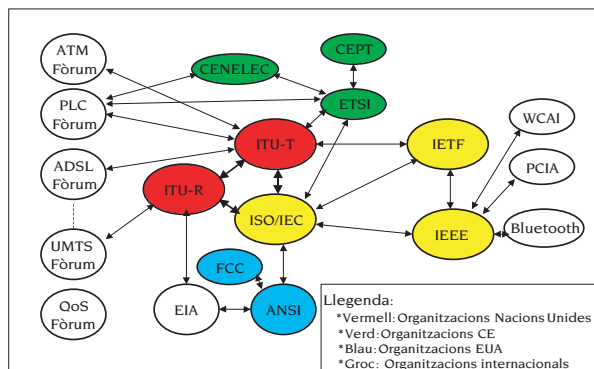 ATM
Fòrum
CENELEC
CEPT
PLC
Fòrum
ETSI
WCAI
ITU-T
IETF
ADSL
Fòrum
PCIA
ITU-R
ISO/IEC
IEEE
Bluetooth
UMTS
Fòrum
FCC
QoS
Fòrum
EIA
ANSI
Llegenda:
*Vermell: Organitzacions Nacions Unides
*Verd: Organitzacions CE
*Blau: Organitzacions EUA
*Groc: Organitzacions internacionals